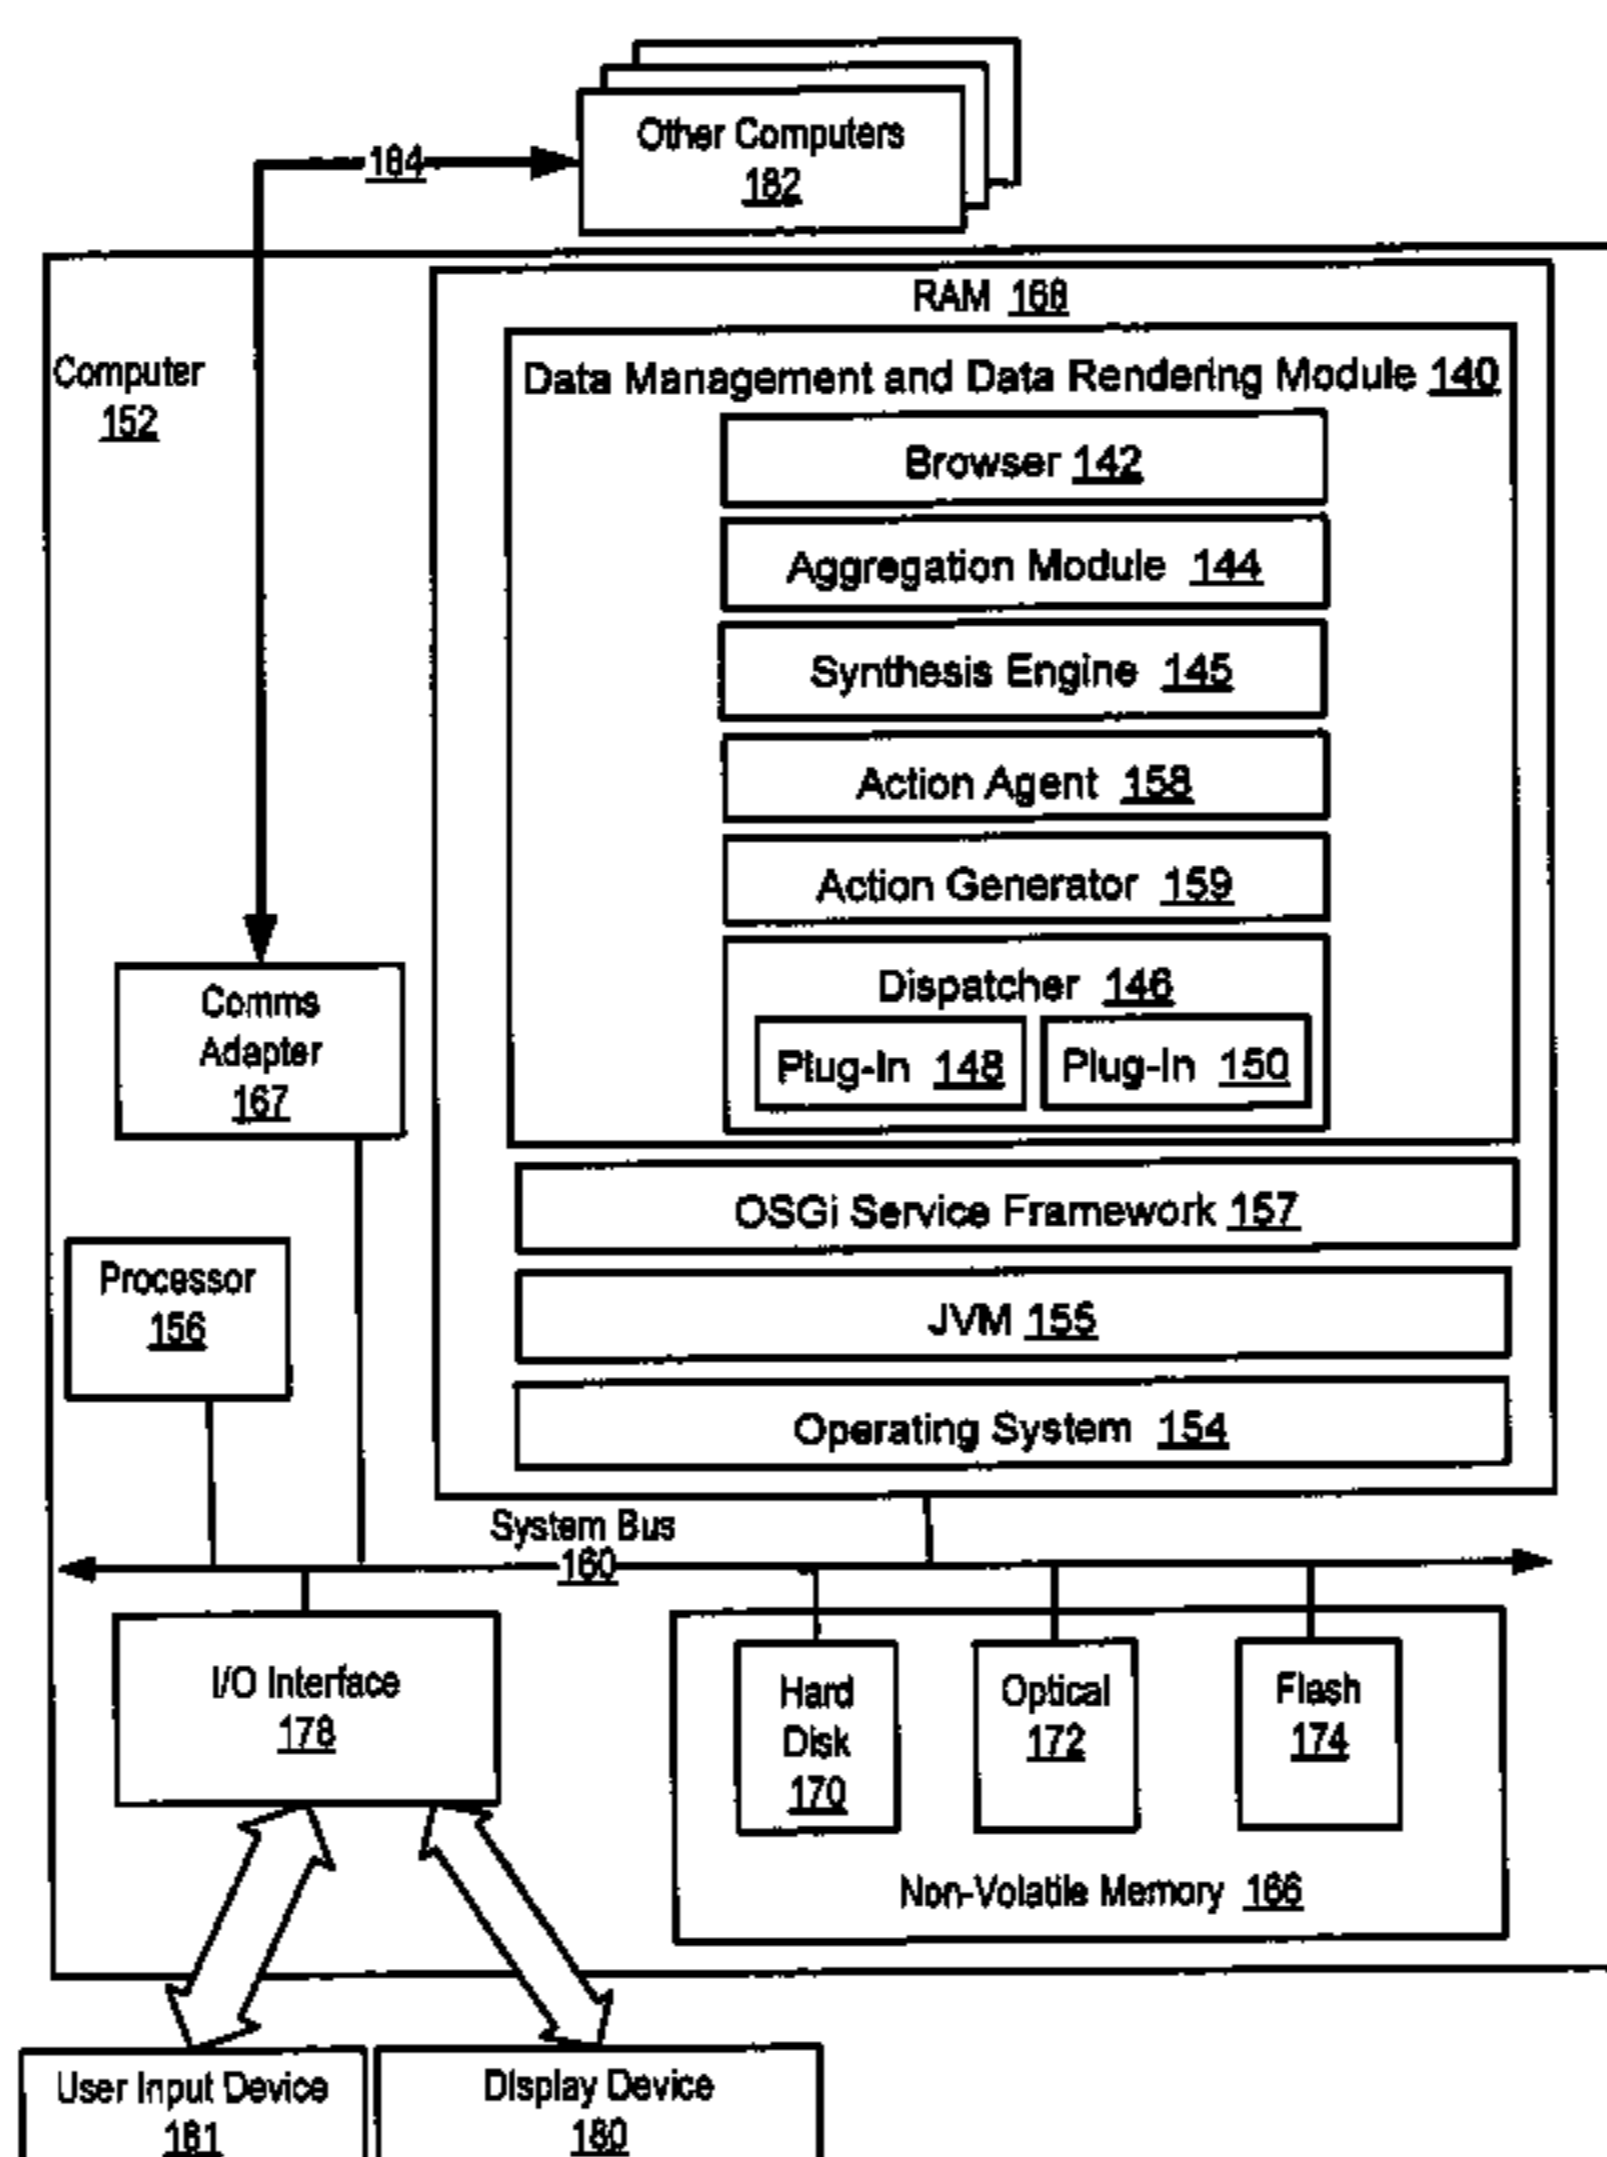 Other Computers
182
184
RAM 168
Computer
152
Data Management and Data Rendering Module 140
Browser 142
Aggregation Module 144
Synthesis Engine 145
Action Agent 158
Action Generator 159
Dispatcher 146
Plug-In 148
Plug-In 150
Comms
Adapter
167
OSGi Service Framework 157
Processor
156
JVM 155
Operating System 154
System Bus
160
I/O Interface
178
Hard
Disk
170
Optical
172
Flash
174
Non-Volatile Memory 166
User Input Device
181
Display Device
180